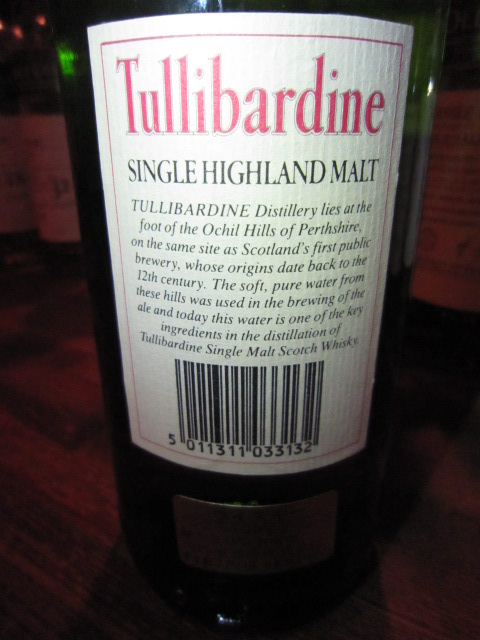 Tullibardine
SINGLE HIGHLAND MALT
TULLIBARDINE Distillery lies at the
foot of the Ochil Hills of Perthshire,
on the same site as Scotland's first public
brewery, whose origins date back to the
12th century. The soft, pure water from
these hills was used in the brewing of the
ale and today this water is one of the key
ingredients in the distillation of
Tullibardine Single Malt Scotch Whisky.
5 011311 033132